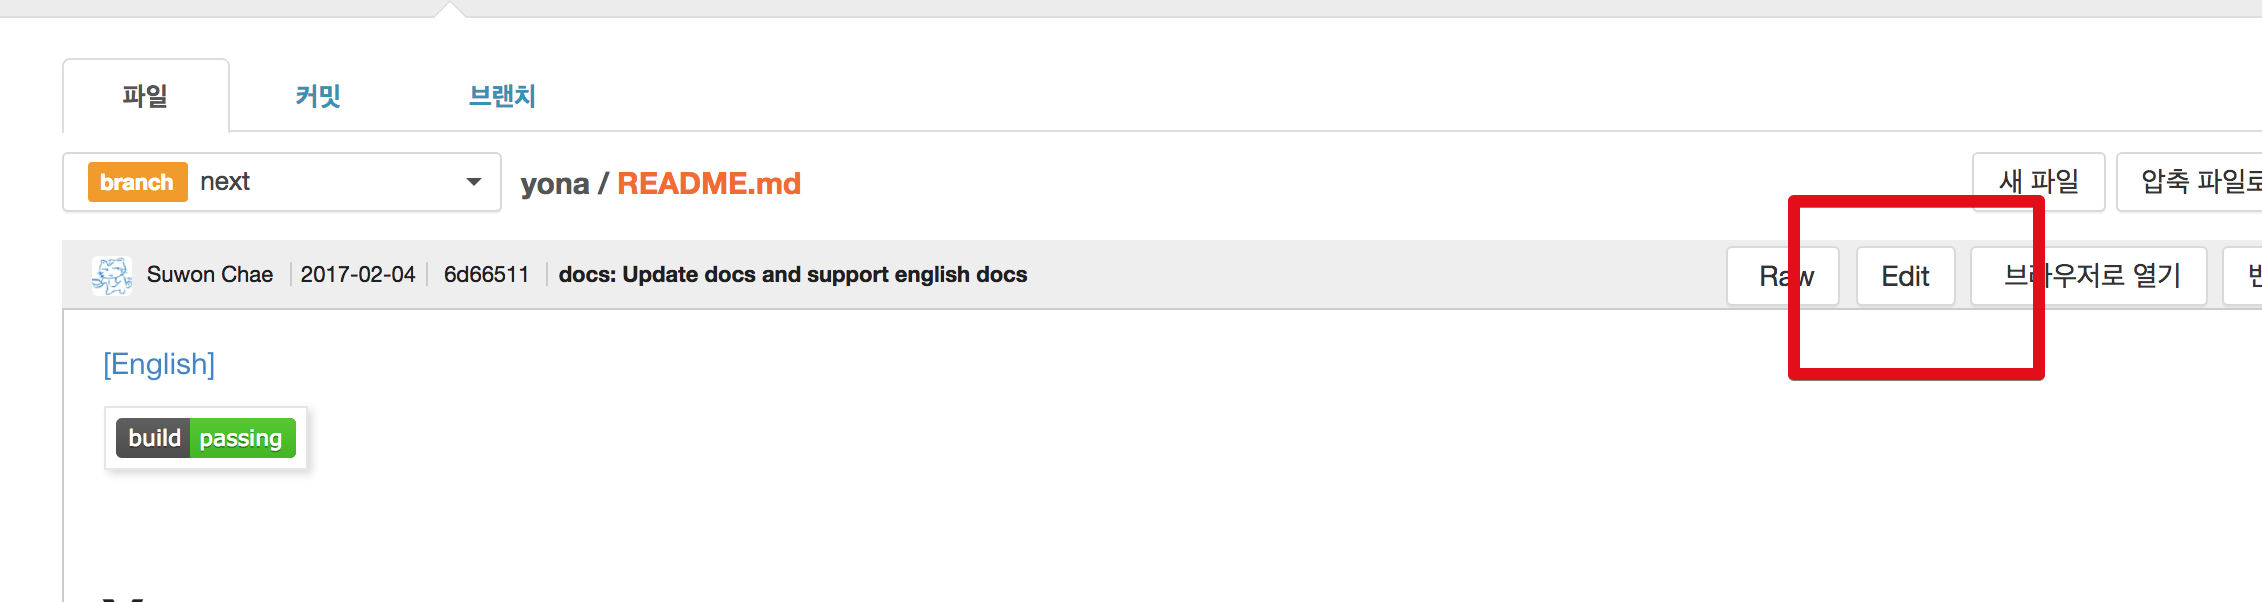 파일 커밋 브랜치
branch next yona / README.md 새 파일 압축 파일로
Suwon Chae 2017-02-04 6d66511 docs: Update docs and support english docs Raw Edit 브라우저로 열기
[English]
build passing